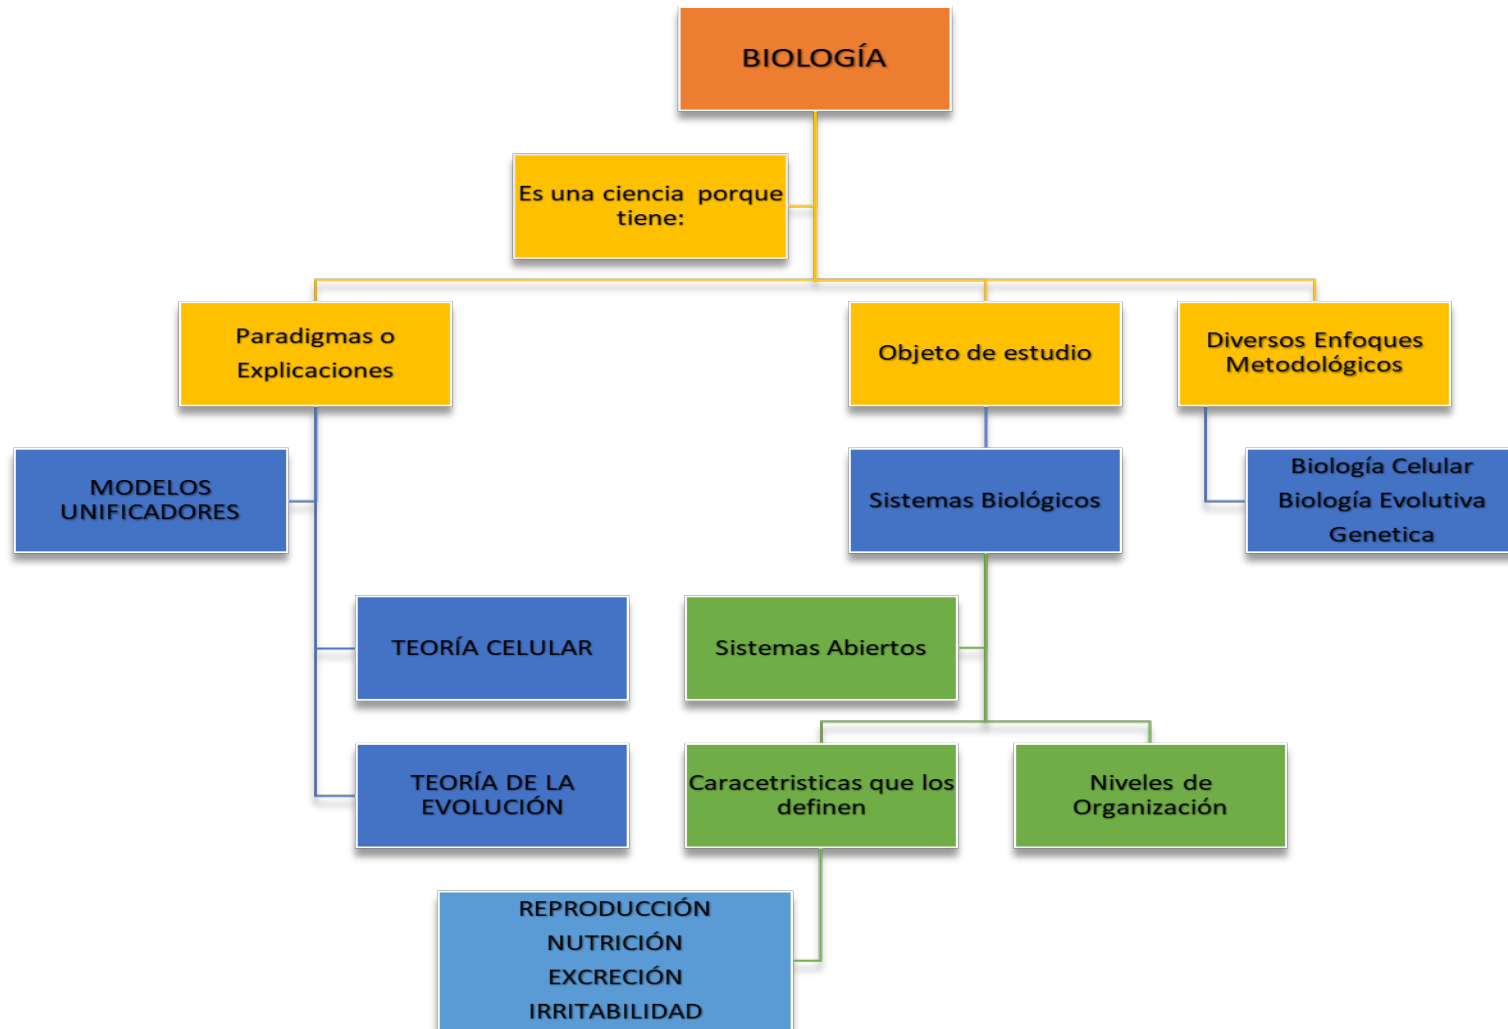 BIOLOGÍA
Es una ciencia porque
tiene:
Paradigmas o
Explicaciones
Objeto de estudio
Diversos Enfoques
Metodológicos
MODELOS
UNIFICADORES
Sistemas Biológicos
Biología Celular
Biología Evolutiva
Genetica
TEORÍA CELULAR
Sistemas Abiertos
TEORÍA DE LA
EVOLUCIÓN
Caracetristicas que los
definen
Niveles de
Organización
REPRODUCCIÓN
NUTRICIÓN
EXCRECIÓN
IRRITABILIDAD